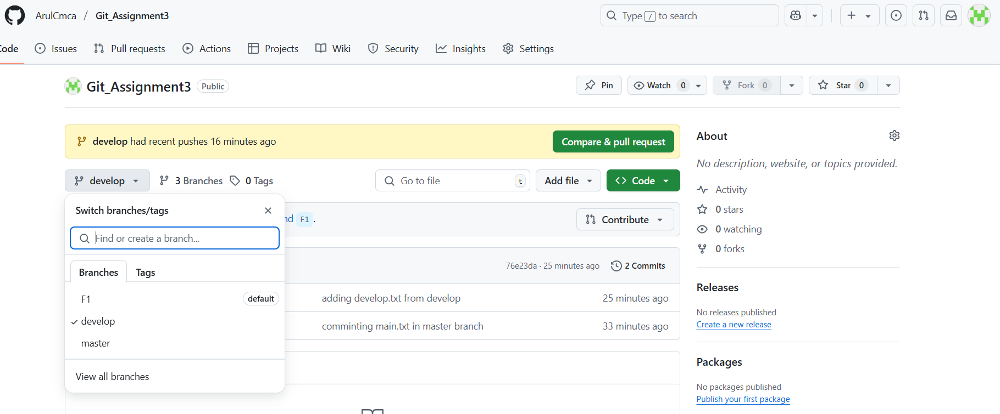 ArulCmca / Git_Assignment3
Type / to search
Code
Issues
Pull requests
Actions
Projects
Wiki
Security
Insights
Settings
Git_Assignment3 Public
Pin
Watch 0
Fork 0
Star 0
develop had recent pushes 16 minutes ago
Compare & pull request
develop
3 Branches
0 Tags
Go to file t
Add file
<> Code
Switch branches/tags
Find or create a branch...
Branches
Tags
F1 default
develop
master
View all branches
F1 .
Contribute
76e23da · 25 minutes ago
2 Commits
adding develop.txt from develop
25 minutes ago
comminting main.txt in master branch
33 minutes ago
About
No description, website, or topics provided.
Activity
0 stars
0 watching
0 forks
Releases
No releases published
Create a new release
Packages
No packages published
Publish your first package